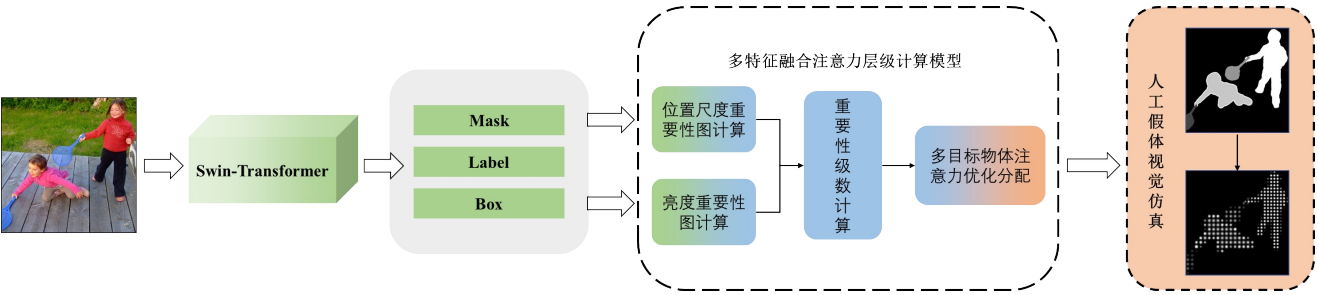 Swin-Transformer
Mask
Label
Box
多特征融合注意力层级计算模型
位置尺度重
要性图计算
亮度重要性
图计算
重要性级数计算
多目标物体注
意力优化分配
人工假体视觉仿真